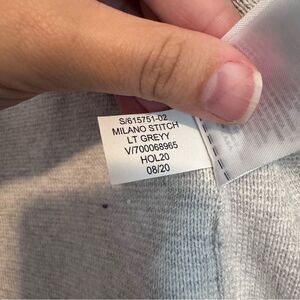 S/615751-02
MILANO STITCH
LT GREYY
V/700068965
HOL20
08/20